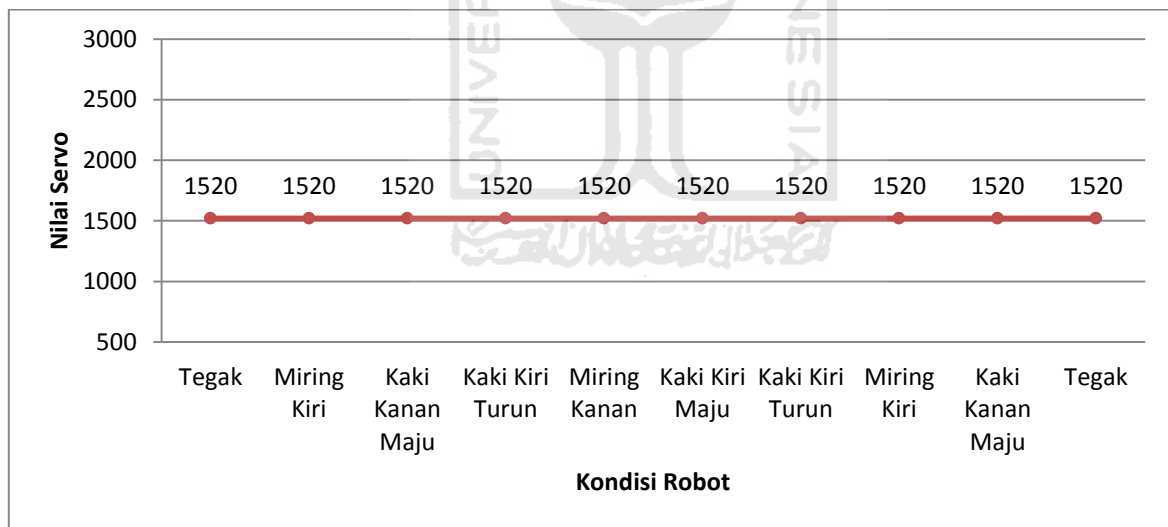 UNIVER
NESIA
3000
2500
2000
1500
1000
500
Nilai Servo
1520 1520 1520 1520 1520 1520 1520 1520 1520 1520
Tegak Miring Kaki Kaki Kiri Miring Kaki Kiri Kaki Kiri Miring Kaki Tegak
Kiri Kanan Turun Kanan Maju Turun Kiri Kanan
Maju Maju
Kondisi Robot